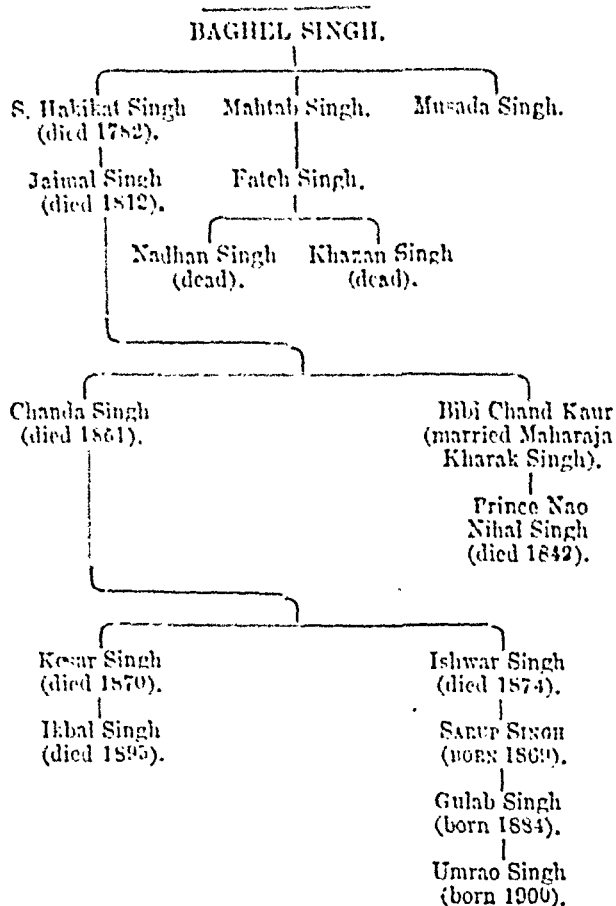 BAGHEL SINGH.
S. Hakikat Singh Mahtab Singh. Musada Singh.
(died 1782).
Jaimal Singh Fateh Singh.
(died 1812).
Nadhan Singh Khazan Singh
(dead). (dead).
Chanda Singh Bibi Chand Kaur
(died 1861). (married Maharaja
Kharak Singh).
Prince Nao
Nihal Singh
(died 1842).
Kesar Singh Ishwar Singh
(died 1870). (died 1874).
Ikbal Singh SARUP SINGH
(died 1895). (BORN 1869).
Gulab Singh
(born 1884).
Umrao Singh
(born 1900).